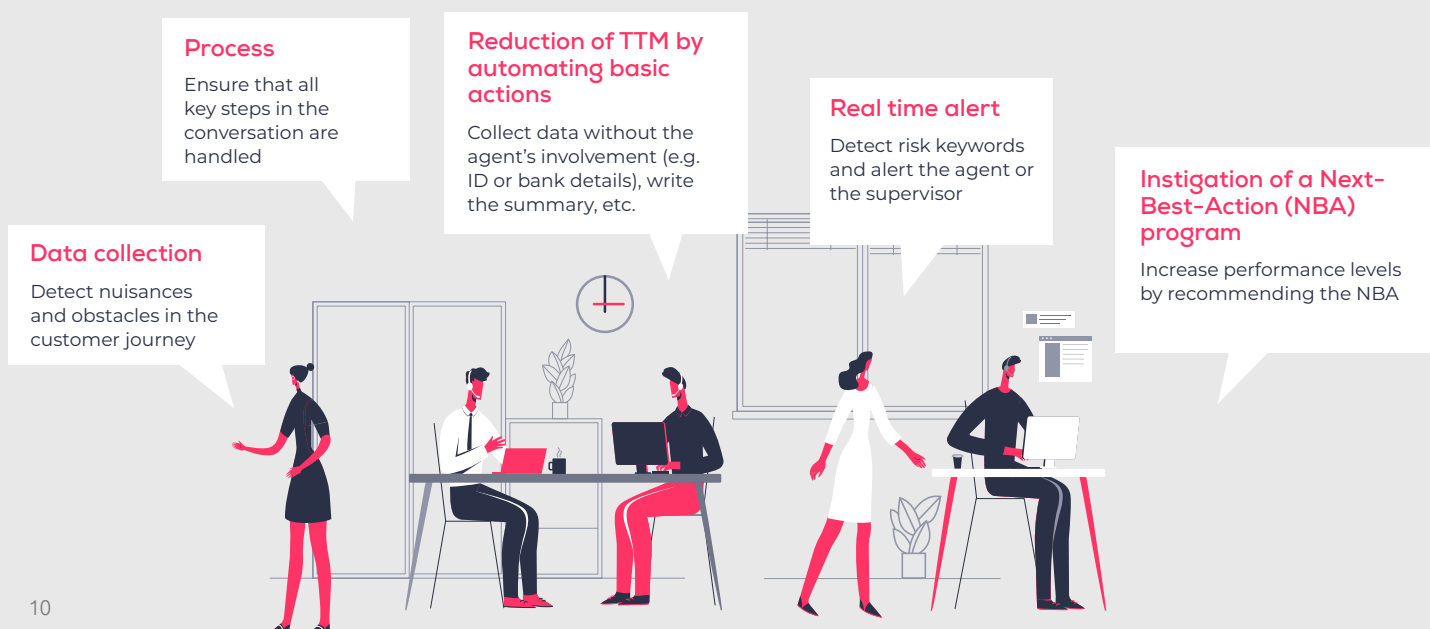 Process
Ensure that all
key steps in the
conversation are
handled
Reduction of TTM by
automating basic
actions
Collect data without the
agent’s involvement (e.g.
ID or bank details), write
the summary, etc.
Real time alert
Detect risk keywords
and alert the agent or
the supervisor
Instigation of a Next-
Best-Action (NBA)
program
Increase performance levels
by recommending the NBA
Data collection
Detect nuisances
and obstacles in the
customer journey
10